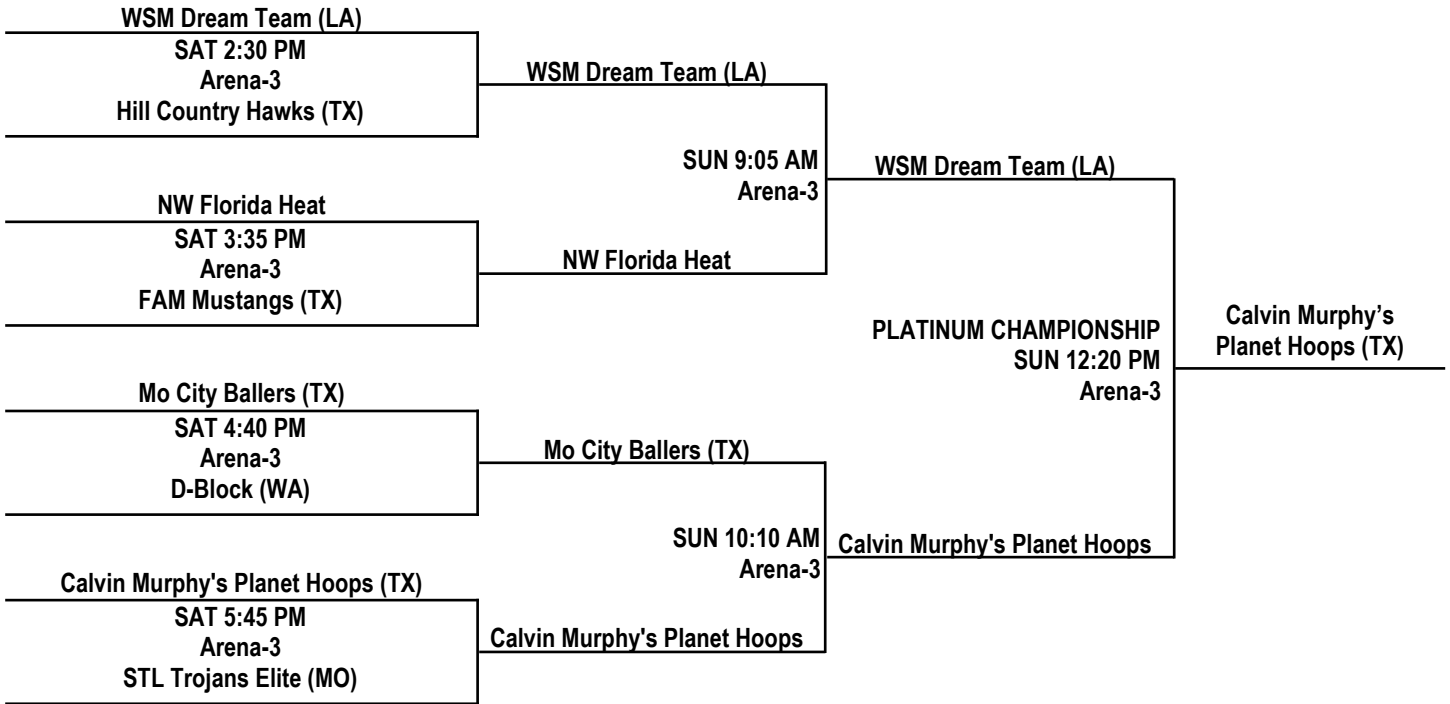 WSM Dream Team (LA)
SAT 2:30 PM
Arena-3
Hill Country Hawks (TX)
NW Florida Heat
SAT 3:35 PM
Arena-3
FAM Mustangs (TX)
Mo City Ballers (TX)
SAT 4:40 PM
Arena-3
D-Block (WA)
Calvin Murphy's Planet Hoops (TX)
SAT 5:45 PM
Arena-3
STL Trojans Elite (MO)
WSM Dream Team (LA)
SUN 9:05 AM
Arena-3
NW Florida Heat
Mo City Ballers (TX)
SUN 10:10 AM
Arena-3
Calvin Murphy's Planet Hoops
WSM Dream Team (LA)
PLATINUM CHAMPIONSHIP
SUN 12:20 PM
Arena-3
Calvin Murphy's Planet Hoops
Calvin Murphy’s
Planet Hoops (TX)